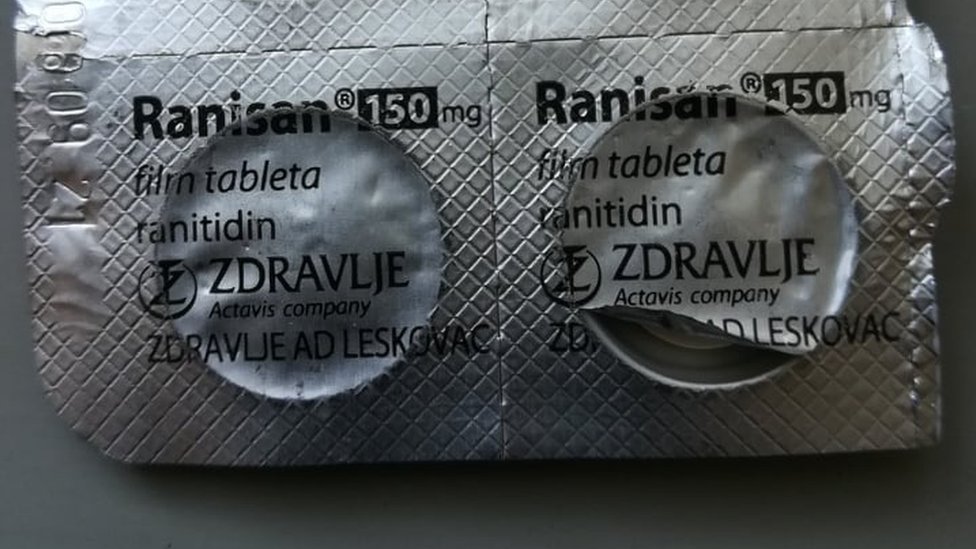 Ranisan® 150 mg
film tableta
ranitidin
ZDRAVLJE
Actavis company
ZDRAVLJE AD LESKOVAC
Ranisan® 150 mg
film tableta
ranitidin
ZDRAVLJE
Actavis company
ZD AD LESKOVAC